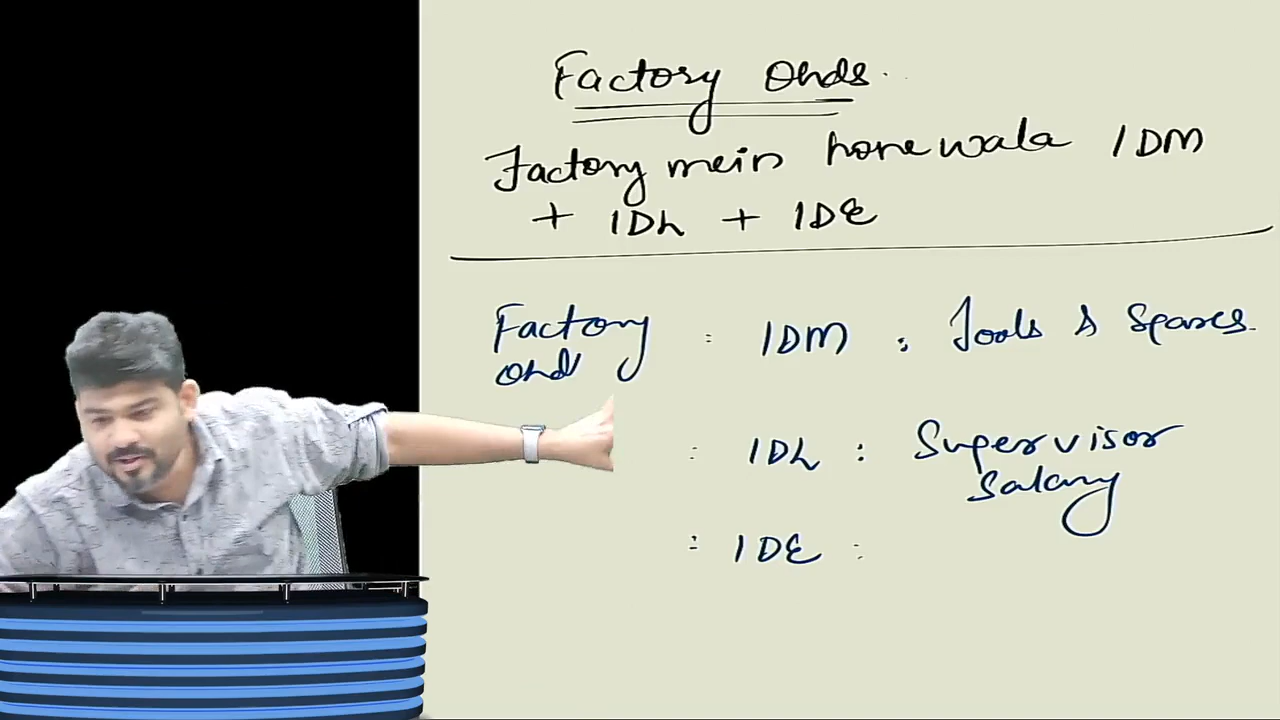 Factory Ohds.
Factory mein hone wala IDM
+ IDL + IDE
Factory : IDM : Tools & Spares.
Ohd
: IDL : Supervisor
Salary
: IDE :